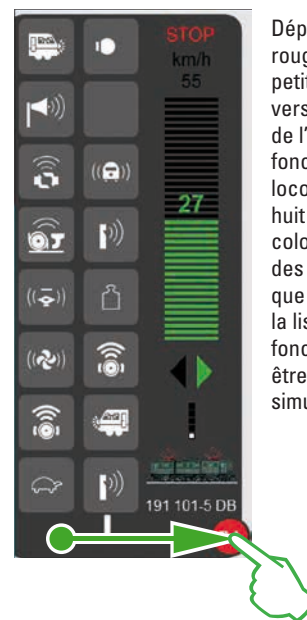 STOP
km/h
55
27
191 101-5 DB
Dép
roug
petit
vers
de l'
fonc
loco
huit
colo
des
que
la lis
fonc
être
simu